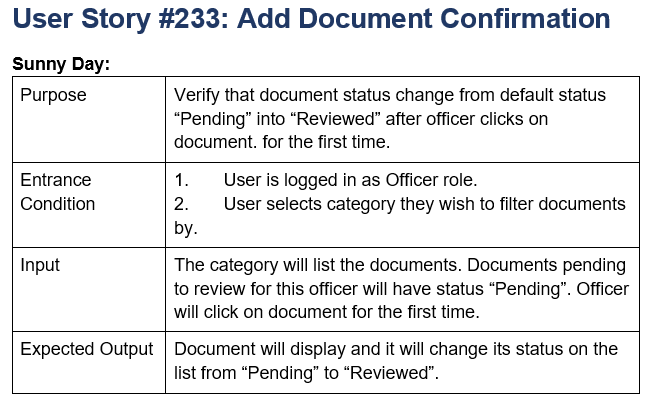 User Story #233: Add Document Confirmation
Sunny Day:
Purpose
Verify that document status change from default status
“Pending” into “Reviewed” after officer clicks on
document. for the first time.
Entrance
Condition
1. User is logged in as Officer role.
2. User selects category they wish to filter documents
by.
Input
The category will list the documents. Documents pending
to review for this officer will have status “Pending”. Officer
will click on document for the first time.
Expected Output
Document will display and it will change its status on the
list from “Pending” to “Reviewed”.